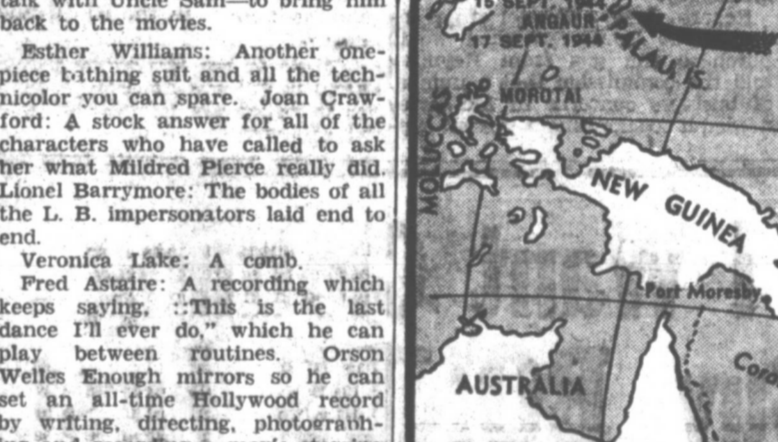 talk with Uncle Sam—to bring him
back to the movies.
Esther Williams: Another one-
piece bathing suit and all the tech-
nicolor you can spare. Joan Craw-
ford: A stock answer for all of the
characters who have called to ask
her what Mildred Pierce really did.
Lionel Barrymore: The bodies of all
the L. B. impersonators laid end to
end.
Veronica Lake: A comb.
Fred Astaire: A recording which
keeps saying, ::This is the last
dance I'll ever do," which he can
play between routines. Orson
Welles Enough mirrors so he can
set an all-time Hollywood record
by writing, directing, photograph-
15 SEPT. 1944
ANGAUR
17 SEPT. 1944
PALAU IS.
MOROTAI
MOLUCCAS
NEW GUINEA
Port Moresby
AUSTRALIA
Cora